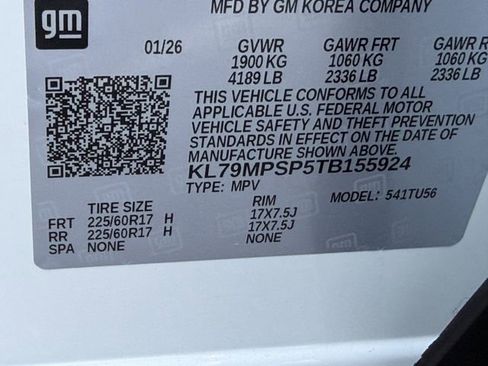 MFD BY GM KOREA COMPANY
gm
01/26 GVWR GAWR FRT GAWR R
1900 KG 1060 KG 1060 KG
4189 LB 2336 LB 2336 LB
THIS VEHICLE CONFORMS TO ALL
APPLICABLE U.S. FEDERAL MOTOR
VEHICLE SAFETY AND THEFT PREVENTION
STANDARDS IN EFFECT ON THE DATE OF
MANUFACTURE SHOWN ABOVE.
KL79MPSP5TB155924
TYPE: MPV MODEL: 541TU56
TIRE SIZE RIM
FRT 225/60R17 H 17X7.5J
RR 225/60R17 H 17X7.5J
SPA NONE NONE